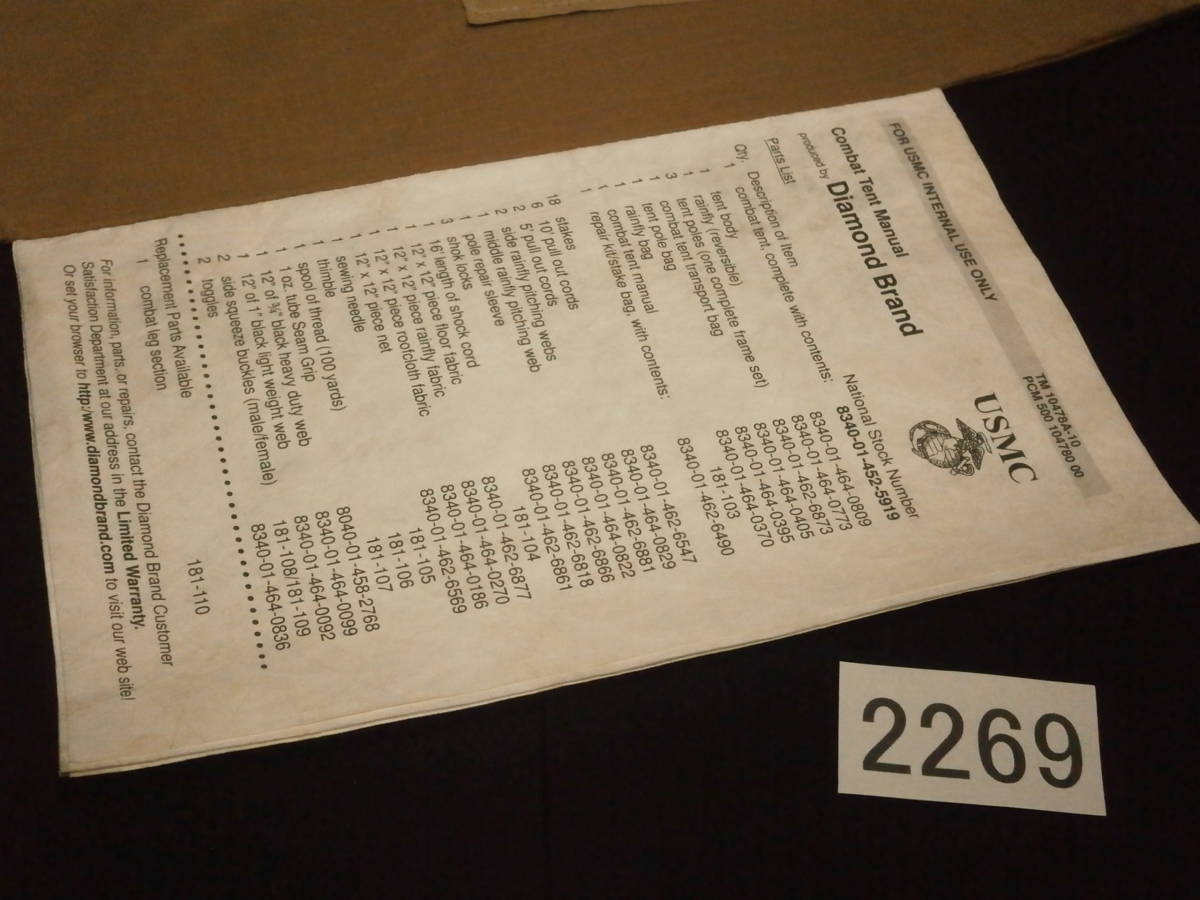 FOR USMC INTERNAL USE ONLY
TM 10478A-10
PCM 500 104780 00
Combat Tent Manual
produced by Diamond Brand
USMC
Parts List
National Stock Number
Qty. Description of Item
1 combat tent, complete with contents: 8340-01-452-5919
1 tent body 8340-01-464-0809
1 rainfly (reversible) 8340-01-464-0773
3 tent poles (one complete frame set) 8340-01-462-6873
1 combat tent transport bag 8340-01-464-0405
1 tent pole bag 8340-01-464-0395
1 rainfly bag 8340-01-464-0370
1 combat tent manual 181-103
1 repair kit/stake bag, with contents: 8340-01-462-6490
18 stakes 8340-01-462-6547
6 10' pull out cords 8340-01-464-0829
2 5' pull out cords 8340-01-462-6881
2 side rainfly pitching webs 8340-01-464-0822
1 middle rainfly pitching web 8340-01-462-6866
1 pole repair sleeve 8340-01-462-6818
3 shok locks 8340-01-462-6861
1 16' length of shock cord 181-104
1 12" x 12" piece floor fabric 8340-01-462-6877
1 12" x 12" piece rainfly fabric 8340-01-464-0270
1 12" x 12" piece roofcloth fabric 8340-01-464-0186
1 12" x 12" piece net 8340-01-462-6569
1 sewing needle 181-105
1 thimble 181-106
1 spool of thread (100 yards) 181-107
1 1 oz. tube Seam Grip 8040-01-458-2768
1 12" of ¾" black heavy duty web 8340-01-464-0099
1 12" of 1" black light weight web 8340-01-464-0092
2 side squeeze buckles (male/female) 181-108/181-109
2 toggles 8340-01-464-0836
Replacement Parts Available
1 combat leg section 181-110
For information, parts, or repairs, contact the Diamond Brand Customer
Satisfaction Department at our address in the Limited Warranty.
Or set your browser to http:/www.diamondbrand.com to visit our web site!
2269